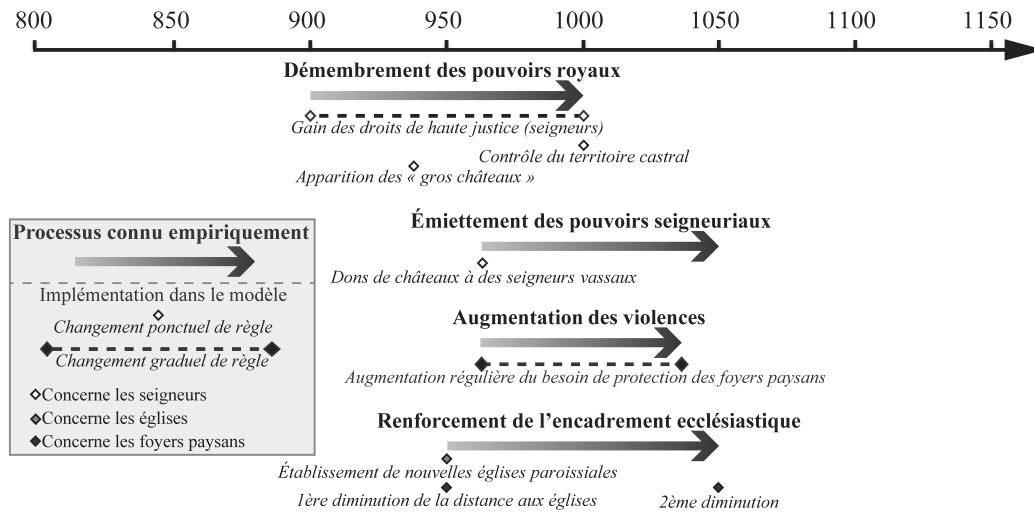 800 850 900 950 1000 1050 1100 1150
Démembrement des pouvoirs royaux
Gain des droits de haute justice (seigneurs)
Contrôle du territoire castral
Apparition des « gros châteaux »
Émiettement des pouvoirs seigneuriaux
Dons de châteaux à des seigneurs vassaux
Augmentation des violences
Augmentation régulière du besoin de protection des foyers paysans
Renforcement de l’encadrement ecclésiastique
Établissement de nouvelles églises paroissiales
1ère diminution de la distance aux églises
2ème diminution
Processus connu empiriquement
Implémentation dans le modèle
Changement ponctuel de règle
Changement graduel de règle
Concerne les seigneurs
Concerne les églises
Concerne les foyers paysans